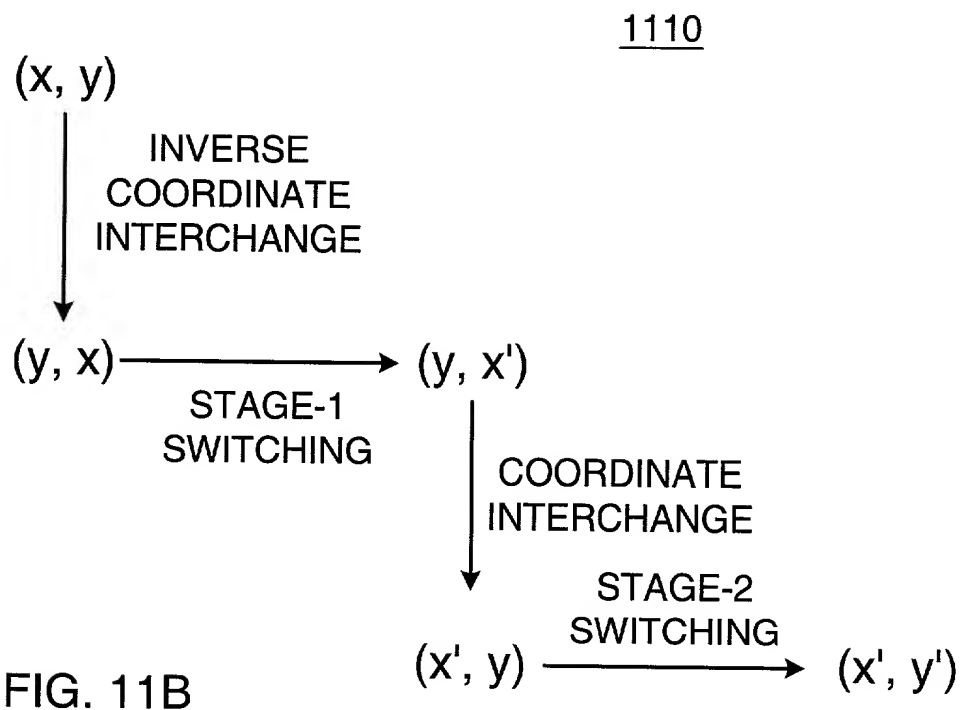 1110
(x, y)
INVERSE
COORDINATE
INTERCHANGE
(y, x)
(y, x')
STAGE-1
SWITCHING
COORDINATE
INTERCHANGE
STAGE-2
SWITCHING
(x', y)
(x', y')
FIG. 11B